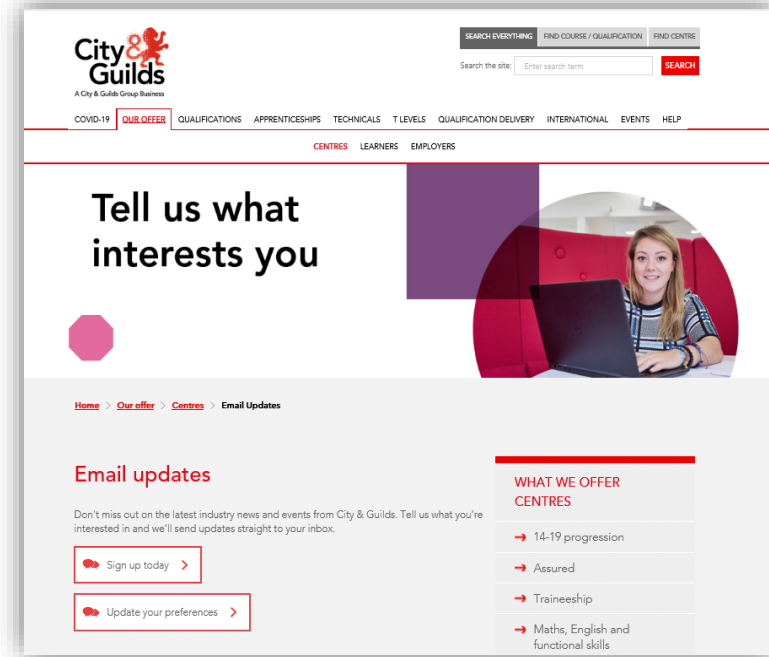 City&
Guilds
A City & Guilds Group Business
SEARCH EVERYTHING FIND COURSE / QUALIFICATION FIND CENTRE
Search the site: Enter search term SEARCH
COVID-19 OUR OFFER QUALIFICATIONS APPRENTICESHIPS TECHNICALS T LEVELS QUALIFICATION DELIVERY INTERNATIONAL EVENTS HELP
CENTRES LEARNERS EMPLOYERS
Tell us what
interests you
Home > Our offer > Centres > Email Updates
Email updates
Don't miss out on the latest industry news and events from City & Guilds. Tell us what you're
interested in and we'll send updates straight to your inbox.
Sign up today >
Update your preferences >
WHAT WE OFFER
CENTRES
14-19 progression
Assured
Traineeship
Maths, English and
functional skills